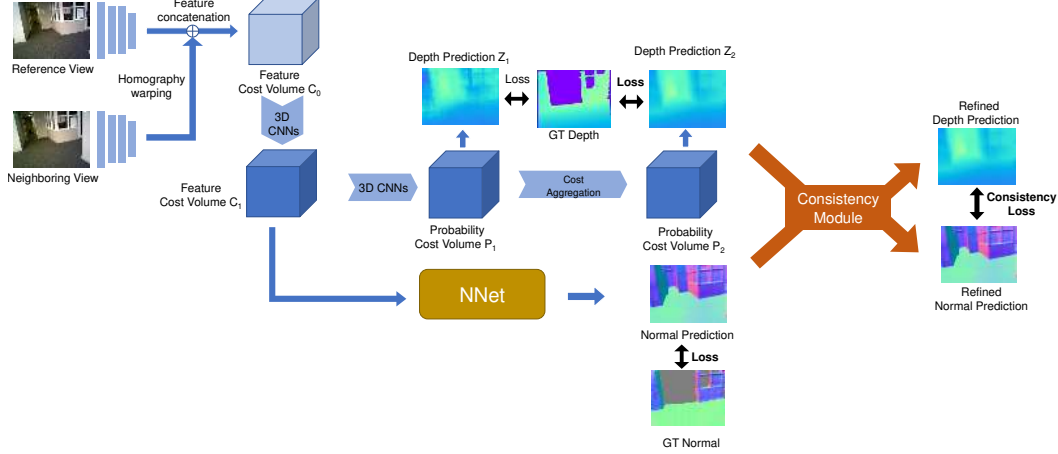 Feature
concatenation
Reference View
Homography
warping
Neighboring View
Feature
Cost Volume C0
3D
CNNs
Feature
Cost Volume C1
3D CNNs
Depth Prediction Z1
Loss
GT Depth
Loss
Depth Prediction Z2
Probability
Cost Volume P1
Cost
Aggregation
Probability
Cost Volume P2
NNet
Normal Prediction
Loss
GT Normal
Consistency
Module
Refined
Depth Prediction
Consistency
Loss
Refined
Normal Prediction